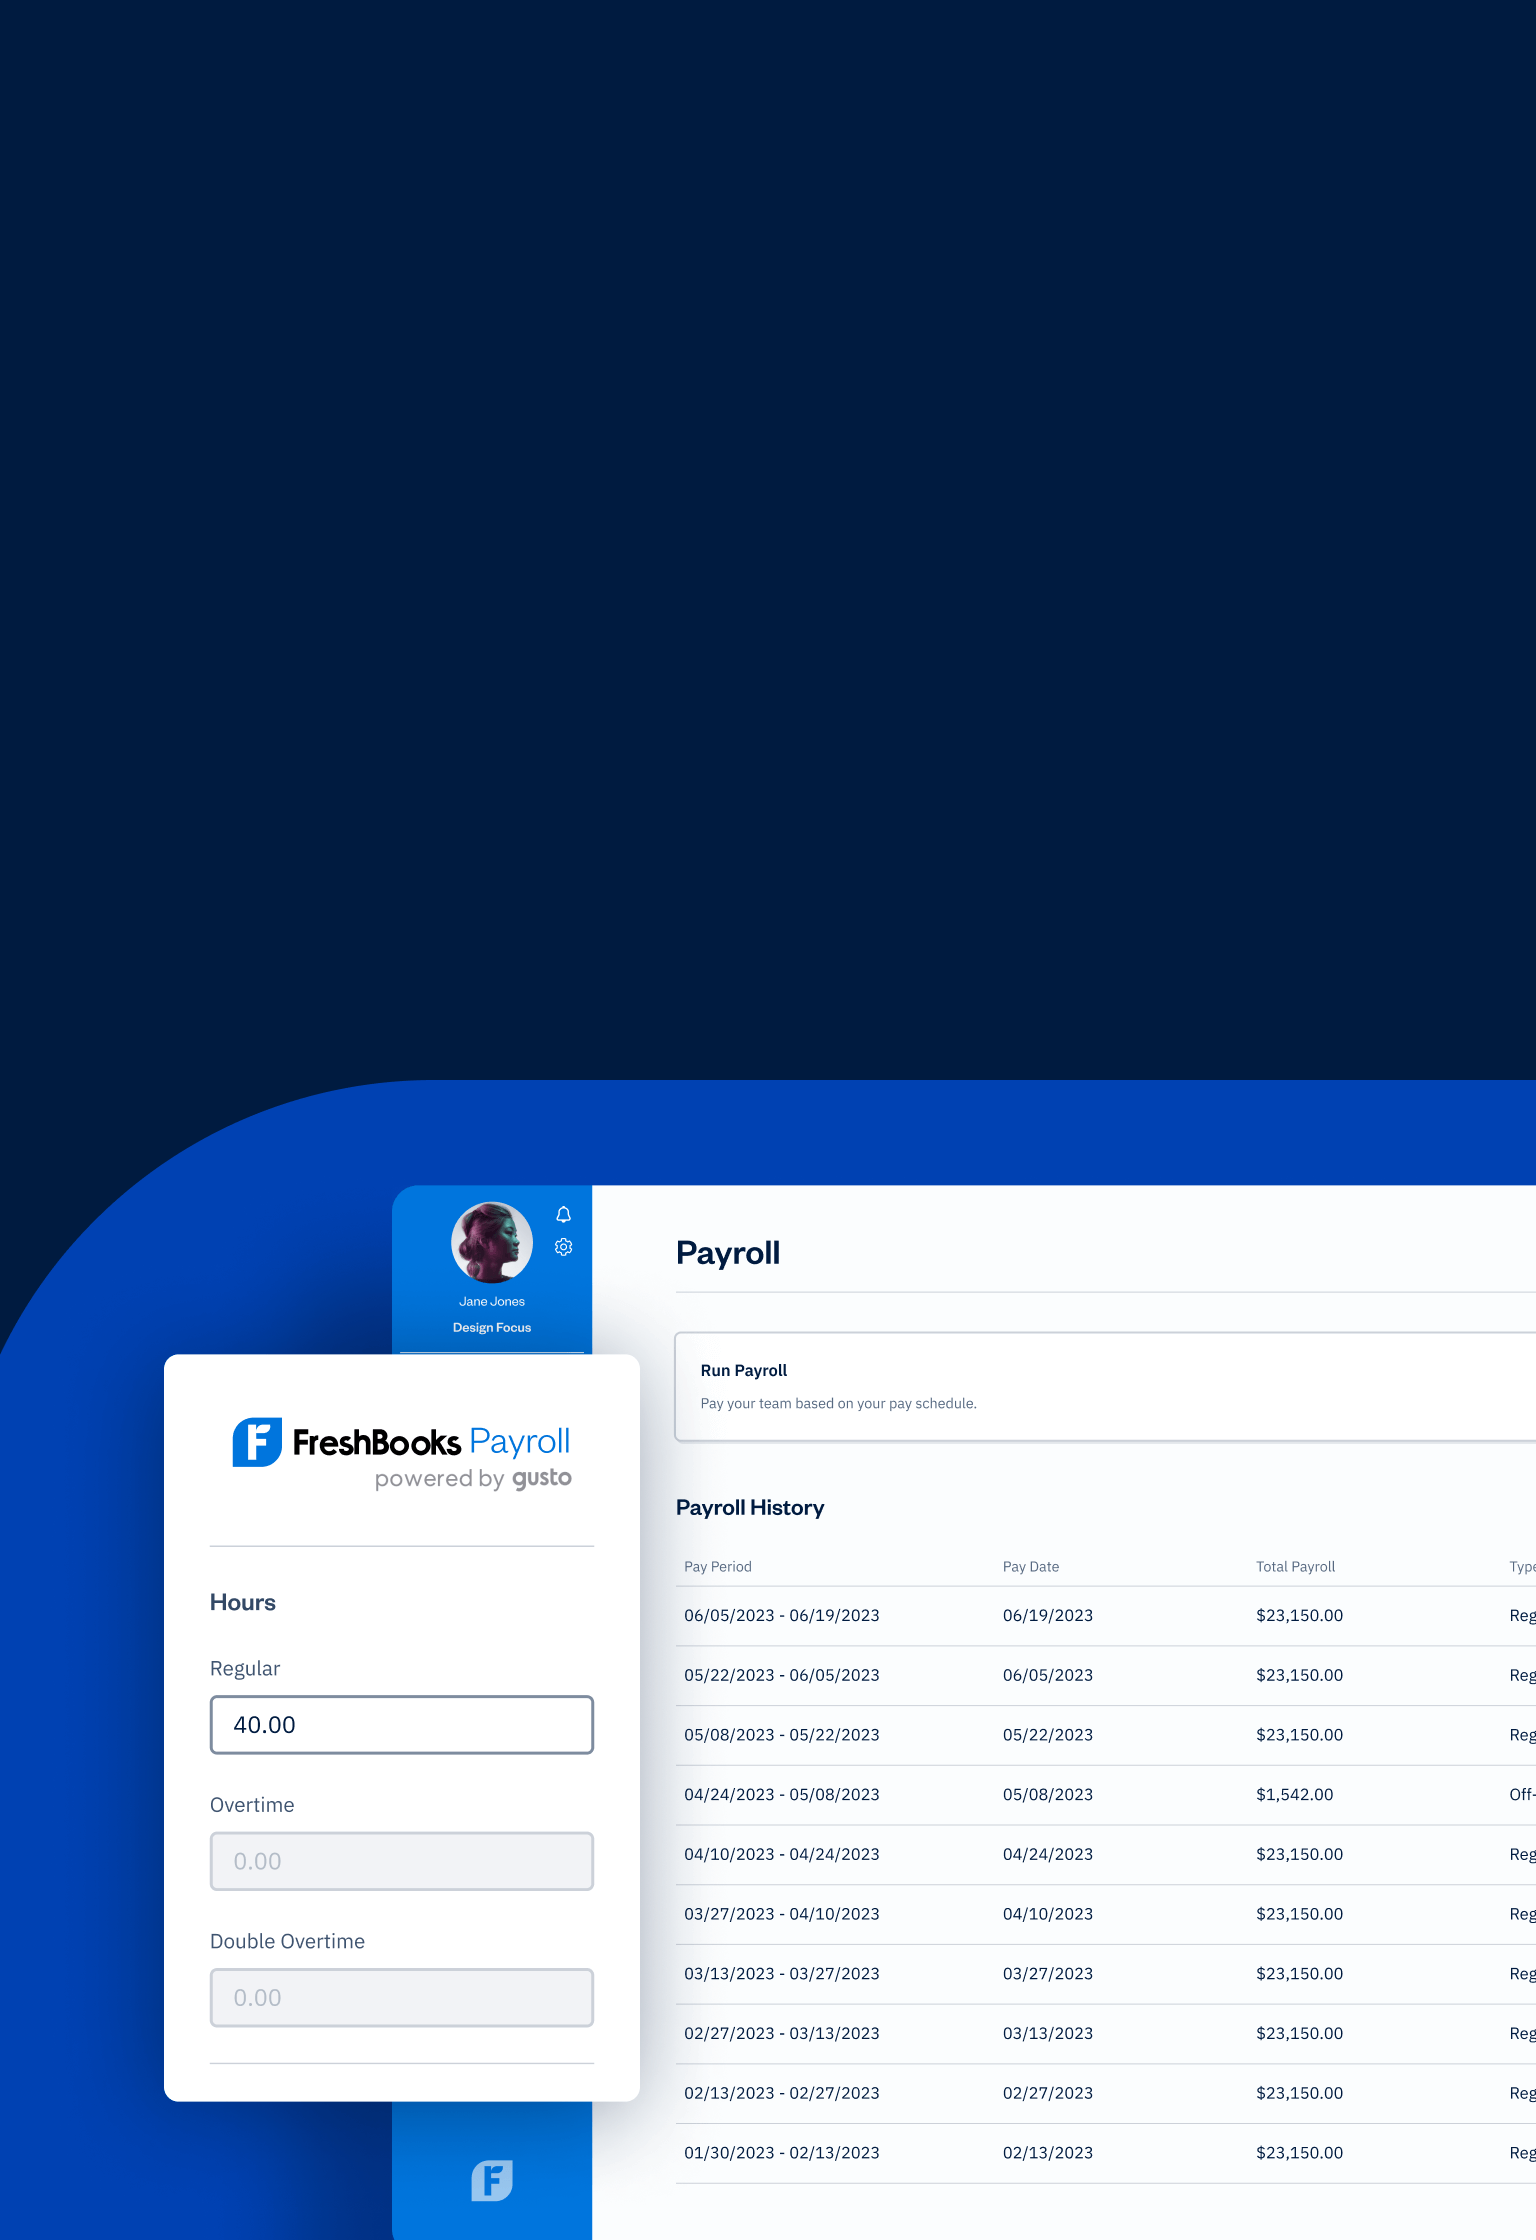 Jane Jones
Design Focus
FreshBooks Payroll
powered by gusto
Hours
Regular
40.00
Overtime
0.00
Double Overtime
0.00
Payroll
Run Payroll
Pay your team based on your pay schedule.
Payroll History
Pay Period Pay Date Total Payroll Type
06/05/2023 - 06/19/2023 06/19/2023 $23,150.00 Reg
05/22/2023 - 06/05/2023 06/05/2023 $23,150.00 Reg
05/08/2023 - 05/22/2023 05/22/2023 $23,150.00 Reg
04/24/2023 - 05/08/2023 05/08/2023 $1,542.00 Off-
04/10/2023 - 04/24/2023 04/24/2023 $23,150.00 Reg
03/27/2023 - 04/10/2023 04/10/2023 $23,150.00 Reg
03/13/2023 - 03/27/2023 03/27/2023 $23,150.00 Reg
02/27/2023 - 03/13/2023 03/13/2023 $23,150.00 Reg
02/13/2023 - 02/27/2023 02/27/2023 $23,150.00 Reg
01/30/2023 - 02/13/2023 02/13/2023 $23,150.00 Reg